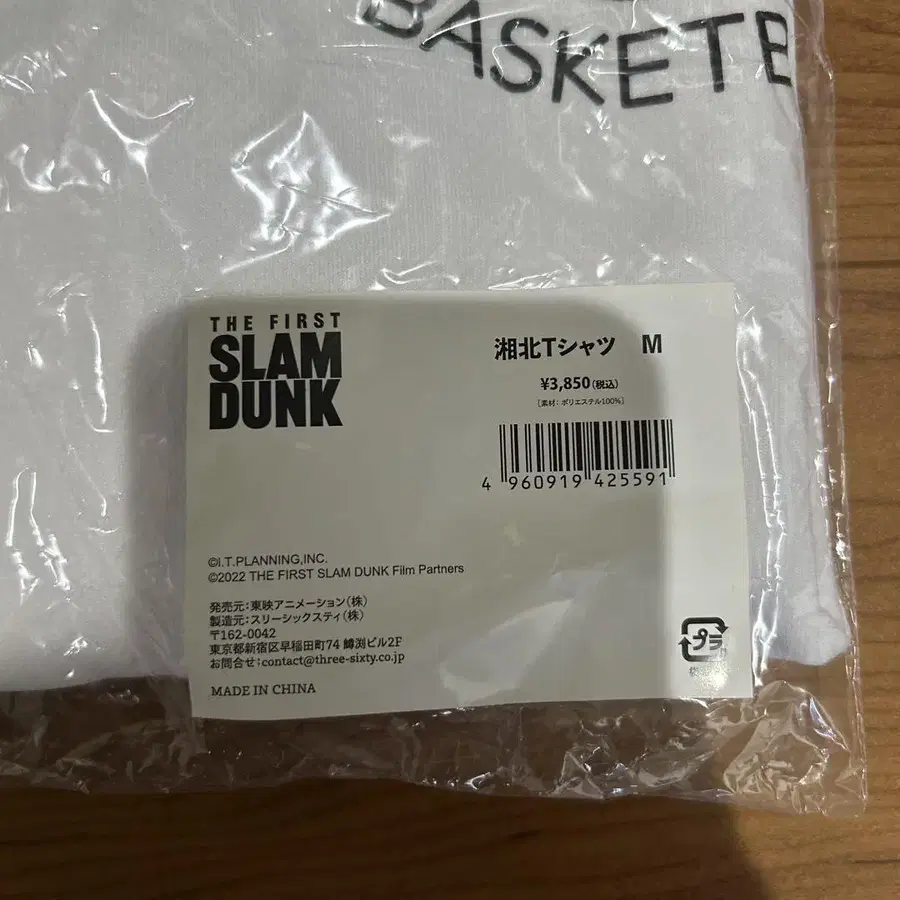 BASKETB
THE FIRST
SLAM
DUNK
湘北Tシャツ M
¥3,850(税込)
[素材:ポリエステル100%]
4 960919 425591
©I.T.PLANNING,INC.
©2022 THE FIRST SLAM DUNK Film Partners
発売元:東映アニメーション(株)
製造元:スリーシックスティ(株)
〒162-0042
東京都新宿区早稲田町74 鱒渕ビル2F
お問合せ:contact@three-sixty.co.jp
MADE IN CHINA
プラ